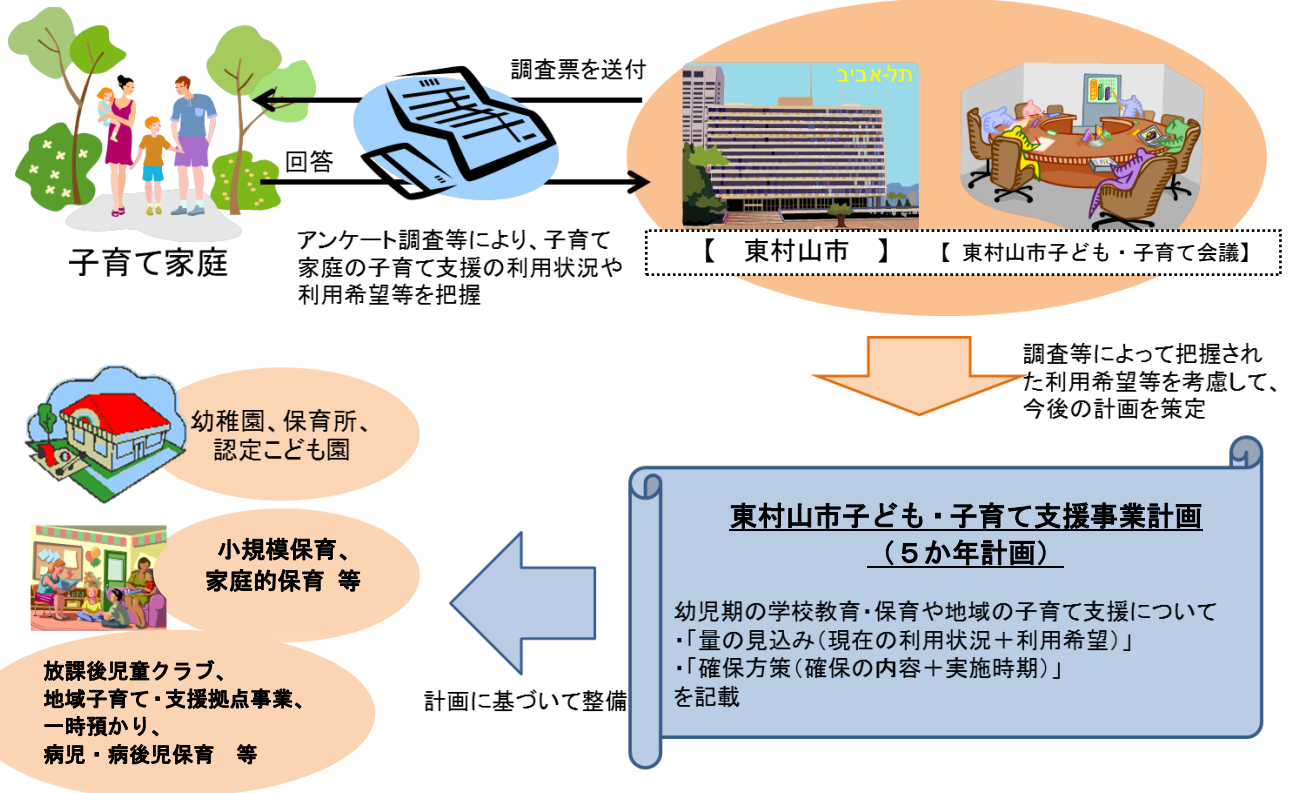 調査票を送付
תל-אביב
回答
子育て家庭
アンケート調査等により、子育て
家庭の子育て支援の利用状況や
利用希望等を把握
【　東村山市　】　【 東村山市子ども・子育て会議】
調査等によって把握され
た利用希望等を考慮して、
今後の計画を策定
東村山市子ども・子育て支援事業計画
（５か年計画）
幼児期の学校教育・保育や地域の子育て支援について
・「量の見込み（現在の利用状況＋利用希望）」
・「確保方策（確保の内容＋実施時期）」
を記載
計画に基づいて整備
幼稚園、保育所、
認定こども園
小規模保育、
家庭的保育 等
放課後児童クラブ、
地域子育て・支援拠点事業、
一時預かり、
病児・病後児保育　等